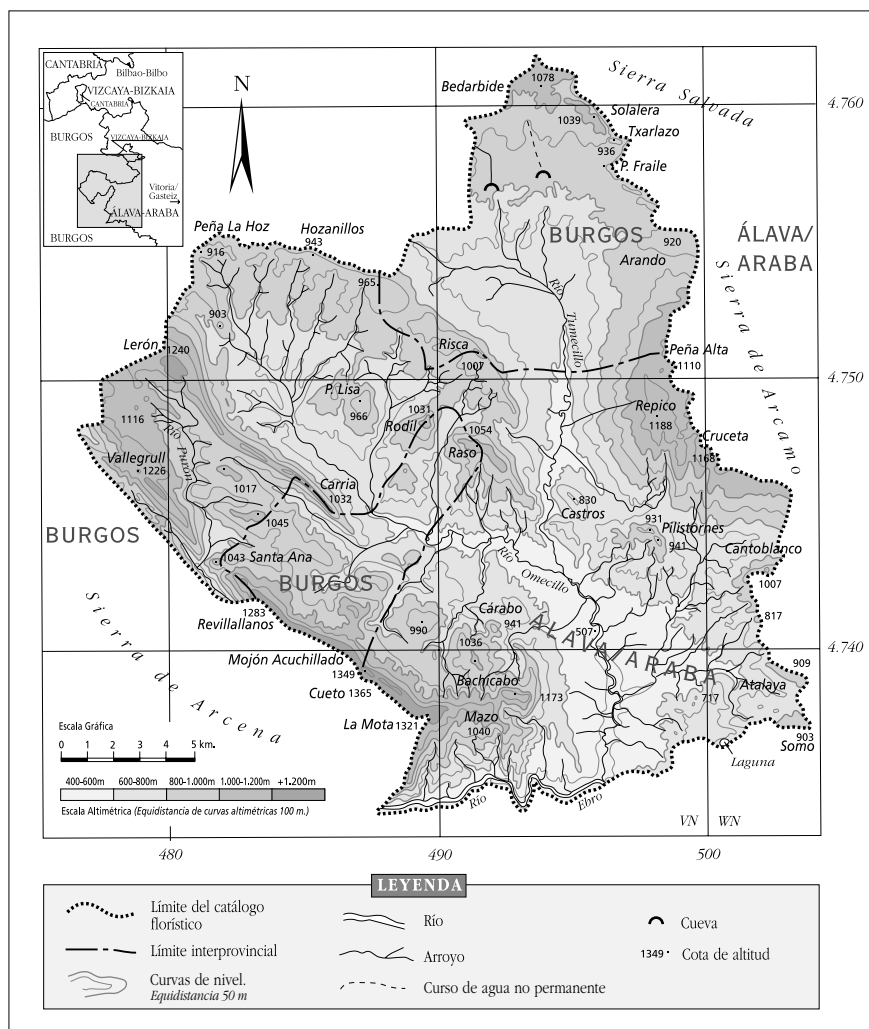 CANTABRIA
Bilbao-Bilbo
VIZCAYA-BIZKAIA
CANTABRIA
BURGOS
VIZCAYA-BIZKAIA
Vitoria/
Gasteiz
ÁLAVA-ARABA
BURGOS
N
Bedarbide
1078
Sierra Salvada
Solalera
1039
Txarlazo
936
P. Fraile
4.760
BURGOS
920
ÁLAVA/
ARABA
Arando
Peña La Hoz
916
Hozanillos
943
965
903
Río Tumecillo
Sierra de Arcamo
Lerón
1240
Risca
1007
Peña Alta
1110
4.750
P. Lisa
966
1031
Rodil
1054
Raso
Repico
1188
Cruceta
1168
1116
Río Purón
Vallegrull
1226
1017
Carria
1032
1045
830
Castros
931
Pilistornes
941
Cantoblanco
BURGOS
1043
Santa Ana
BURGOS
Río Omecillo
1007
817
1283
Revillallanos
Cárabo
941
990
1036
507
ÁLAVA/ARABA
4.740
Sierra de Arcena
Mojón Acuchillado
1349
Cueto
1365
Bachicabo
1173
717
909
Atalaya
La Mota
1321
Mazo
1040
903
Somo
Laguna
Escala Gráfica
0 1 2 3 4 5 km.
400-600m 600-800m 800-1.000m 1.000-1.200m +1.200m
Escala Altimétrica (Equidistancia de curvas altimétricas 100 m.)
Río Ebro
VN WN
480 490 500
LEYENDA
Límite del catálogo
florístico
Límite interprovincial
Curvas de nivel.
Equidistancia 50 m
Río
Arroyo
Curso de agua no permanente
Cueva
1349 Cota de altitud